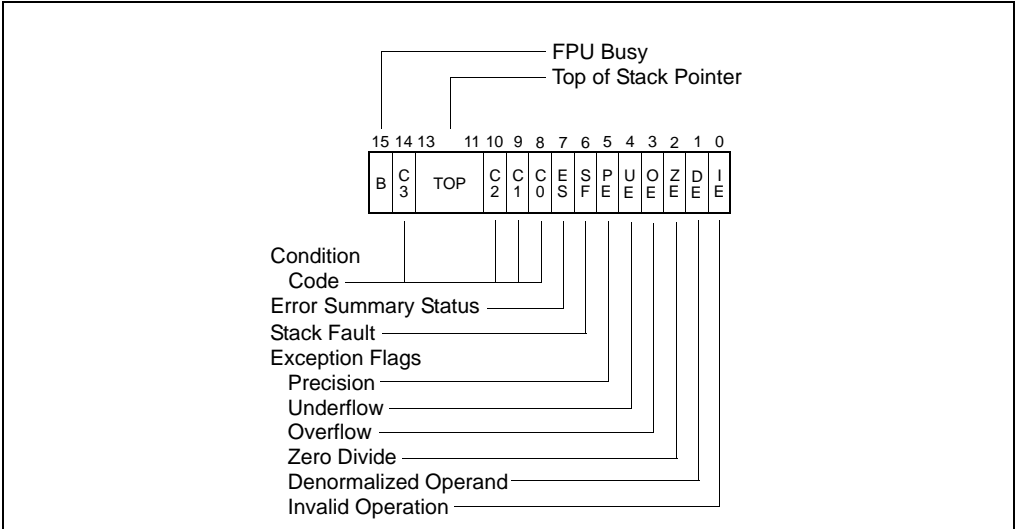 FPU Busy
Top of Stack Pointer
15 14 13 11 10 9 8 7 6 5 4 3 2 1 0
B C3 TOP C2 C1 C0 ES SF PE UE OE ZE DE IE
Condition
Code
Error Summary Status
Stack Fault
Exception Flags
Precision
Underflow
Overflow
Zero Divide
Denormalized Operand
Invalid Operation